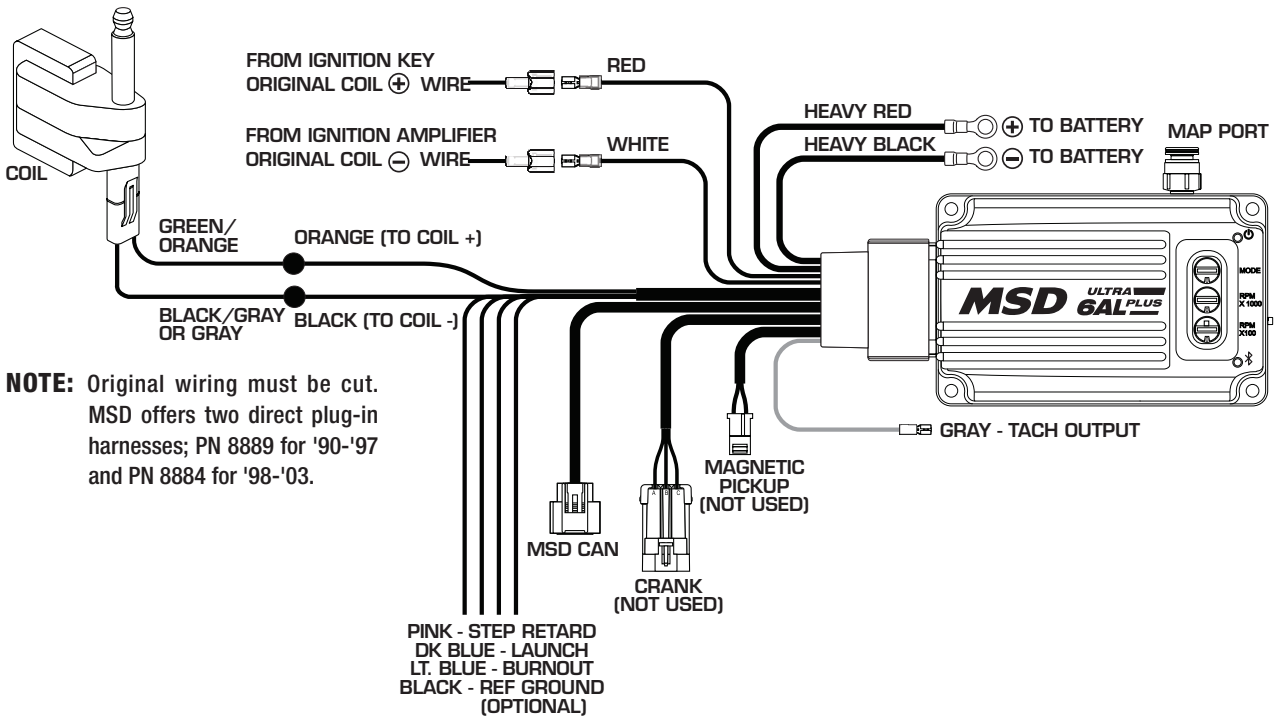 FROM IGNITION KEY
ORIGINAL COIL ⊕ WIRE
RED
FROM IGNITION AMPLIFIER
ORIGINAL COIL ⊖ WIRE
WHITE
HEAVY RED
⊕ TO BATTERY
HEAVY BLACK
⊖ TO BATTERY
MAP PORT
COIL
GREEN/
ORANGE
ORANGE (TO COIL +)
BLACK/GRAY
OR GRAY
BLACK (TO COIL -)
MSD
ULTRA
6AL PLUS
MODE
RPM
X 1000
RPM
X100
NOTE: Original wiring must be cut.
MSD offers two direct plug-in
harnesses; PN 8889 for '90-'97
and PN 8884 for '98-'03.
GRAY - TACH OUTPUT
MAGNETIC
PICKUP
(NOT USED)
A B C
MSD CAN
CRANK
(NOT USED)
PINK - STEP RETARD
DK BLUE - LAUNCH
LT. BLUE - BURNOUT
BLACK - REF GROUND
(OPTIONAL)